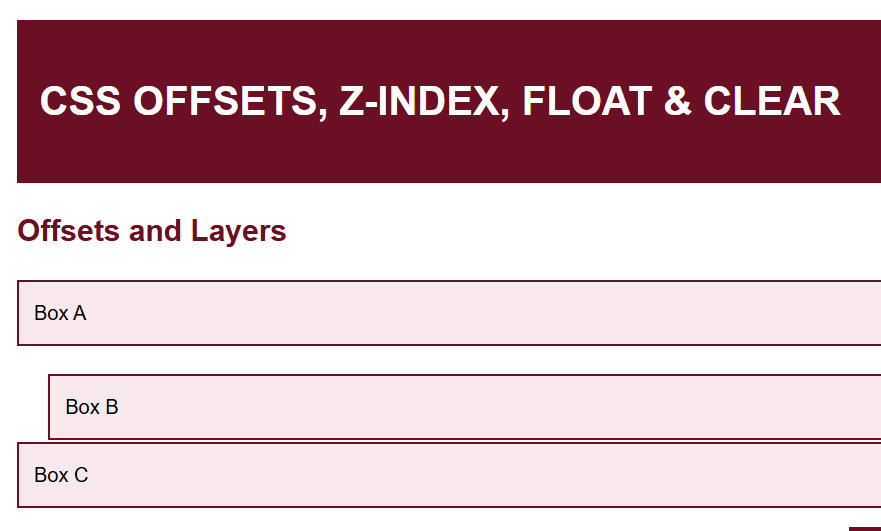 CSS OFFSETS, Z-INDEX, FLOAT & CLEAR
Offsets and Layers
Box A
Box B
Box C